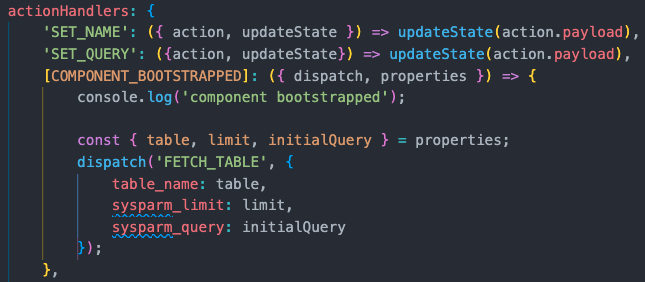 actionHandlers: {
'SET_NAME': ({ action, updateState }) => updateState(action.payload),
'SET_QUERY': ({action, updateState}) => updateState(action.payload),
[COMPONENT_BOOTSTRAPPED]: ({ dispatch, properties }) => {
console.log('component bootstrapped');
const { table, limit, initialQuery } = properties;
dispatch('FETCH_TABLE', {
table_name: table,
sysparm_limit: limit,
sysparm_query: initialQuery
});
},